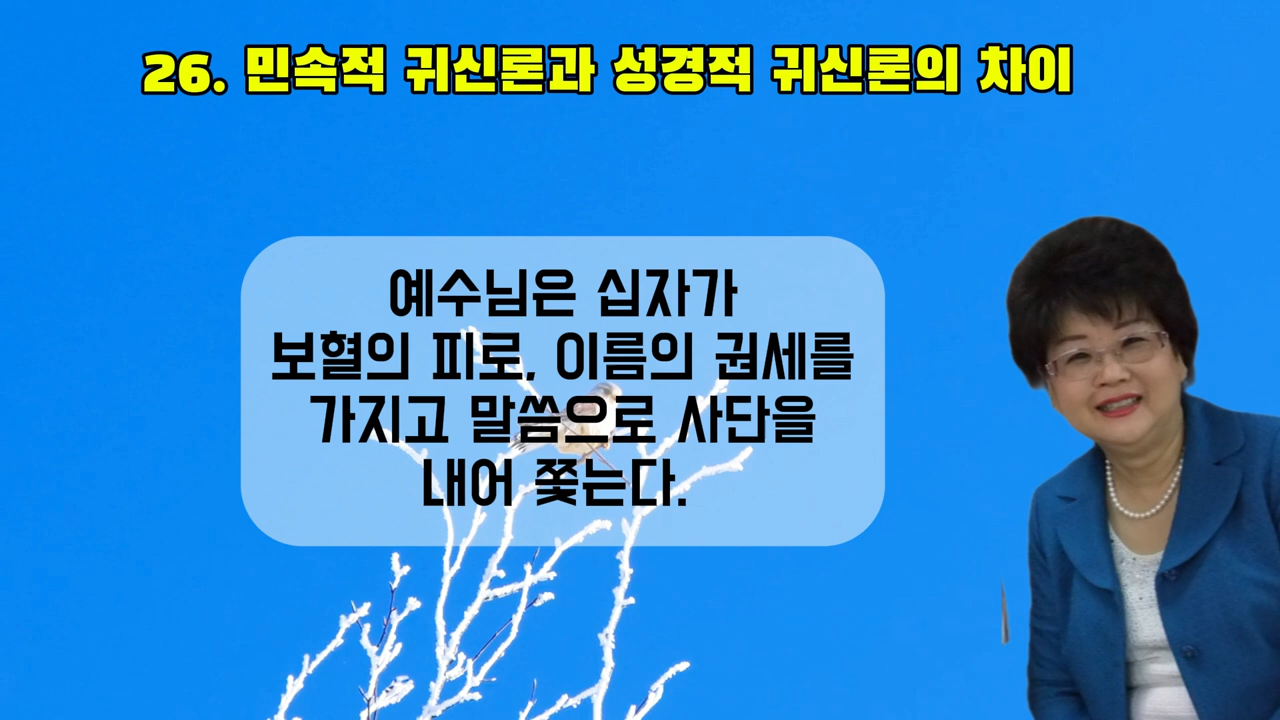 26. 민속적 귀신론과 성경적 귀신론의 차이
예수님은 십자가
보혈의 피로, 이름의 권세를
가지고 말씀으로 사단을
내어 쫓는다.